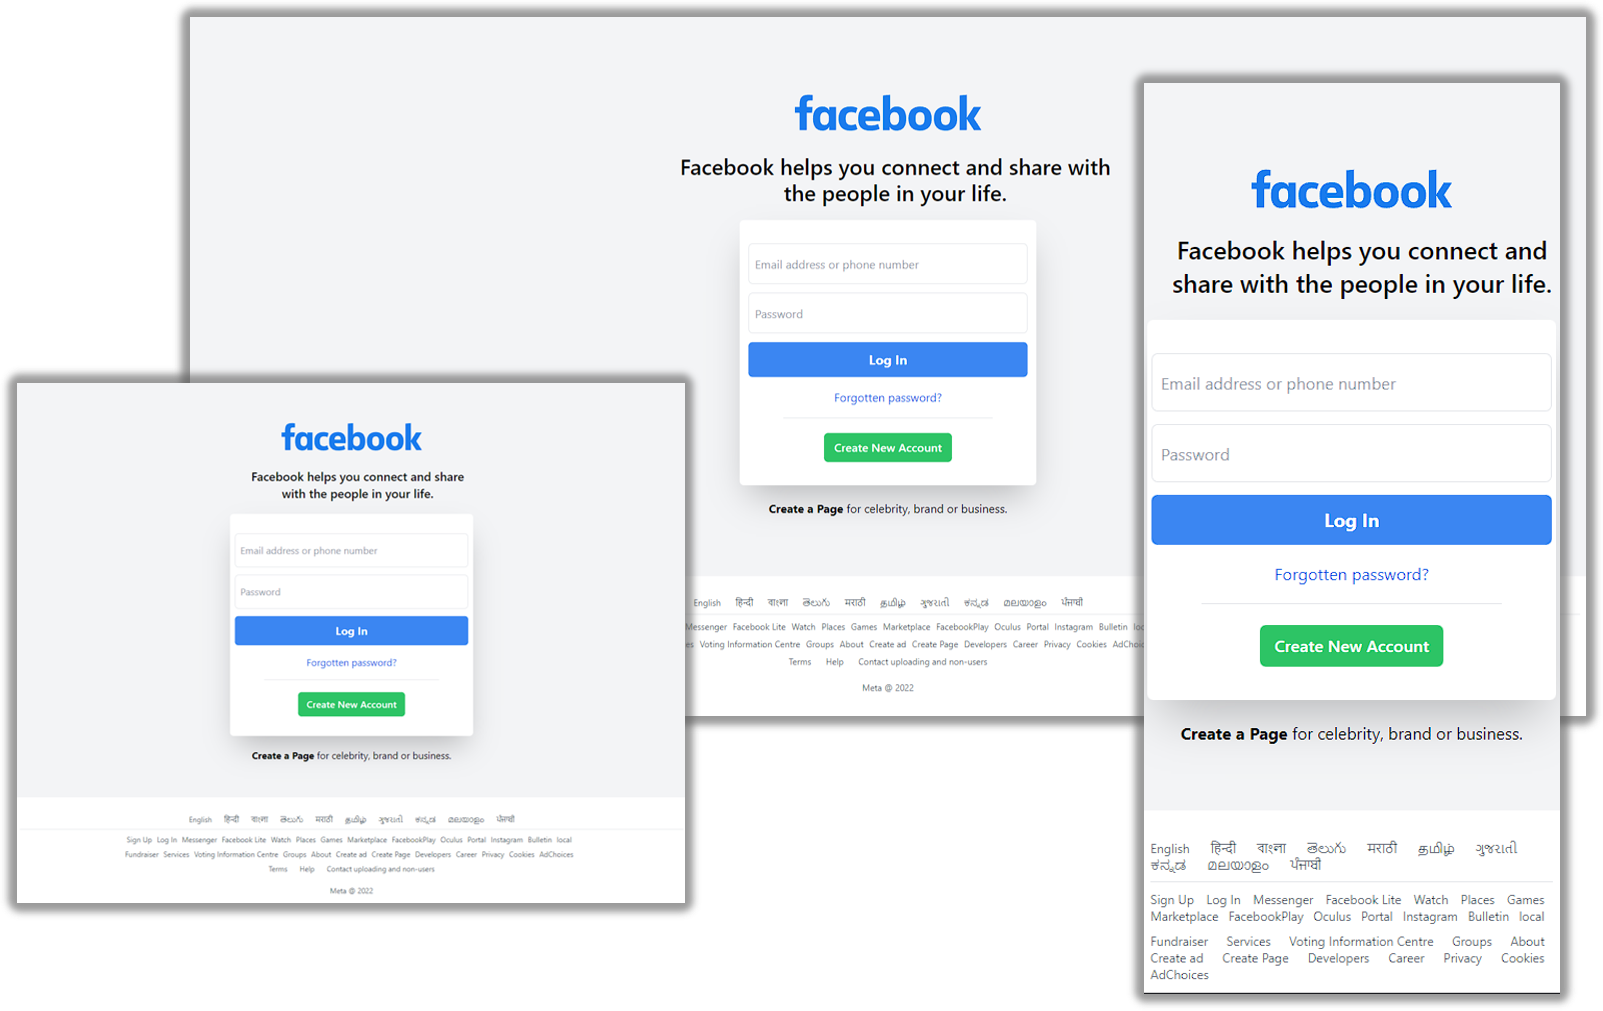 facebook
Facebook helps you connect and share with
the people in your life.
Email address or phone number
Password
Log In
Forgotten password?
Create New Account
Create a Page for celebrity, brand or business.
English हिन्दी বাংলা తెలుగు मराठी தமிழ் ગુજરાતી ಕನ್ನಡ മലയാളം ਪੰਜਾਬੀ
Messenger Facebook Lite Watch Places Games Marketplace FacebookPlay Oculus Portal Instagram Bulletin loc
es Voting Information Centre Groups About Create ad Create Page Developers Career Privacy Cookies AdChoic
Terms Help Contact uploading and non-users
Meta @ 2022
facebook
Facebook helps you connect and share
with the people in your life.
Email address or phone number
Password
Log In
Forgotten password?
Create New Account
Create a Page for celebrity, brand or business.
English हिन्दी বাংলা తెలుగు मराठी தமிழ் ગુજરાતી ಕನ್ನಡ മലയാളം ਪੰਜਾਬੀ
Sign Up Log In Messenger Facebook Lite Watch Places Games Marketplace FacebookPlay Oculus Portal Instagram Bulletin local
Fundraiser Services Voting Information Centre Groups About Create ad Create Page Developers Career Privacy Cookies AdChoices
Terms Help Contact uploading and non-users
Meta @ 2022
facebook
Facebook helps you connect and
share with the people in your life.
Email address or phone number
Password
Log In
Forgotten password?
Create New Account
Create a Page for celebrity, brand or business.
English हिन्दी বাংলা తెలుగు मराठी தமிழ் ગુજરાતી
ಕನ್ನಡ മലയാളം ਪੰਜਾਬੀ
Sign Up Log In Messenger Facebook Lite Watch Places Games
Marketplace FacebookPlay Oculus Portal Instagram Bulletin local
Fundraiser Services Voting Information Centre Groups About
Create ad Create Page Developers Career Privacy Cookies
AdChoices